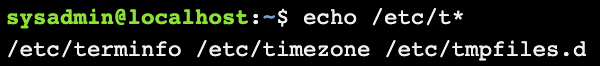 sysadmin@localhost:~$ echo /etc/t*
/etc/terminfo /etc/timezone /etc/tmpfiles.d